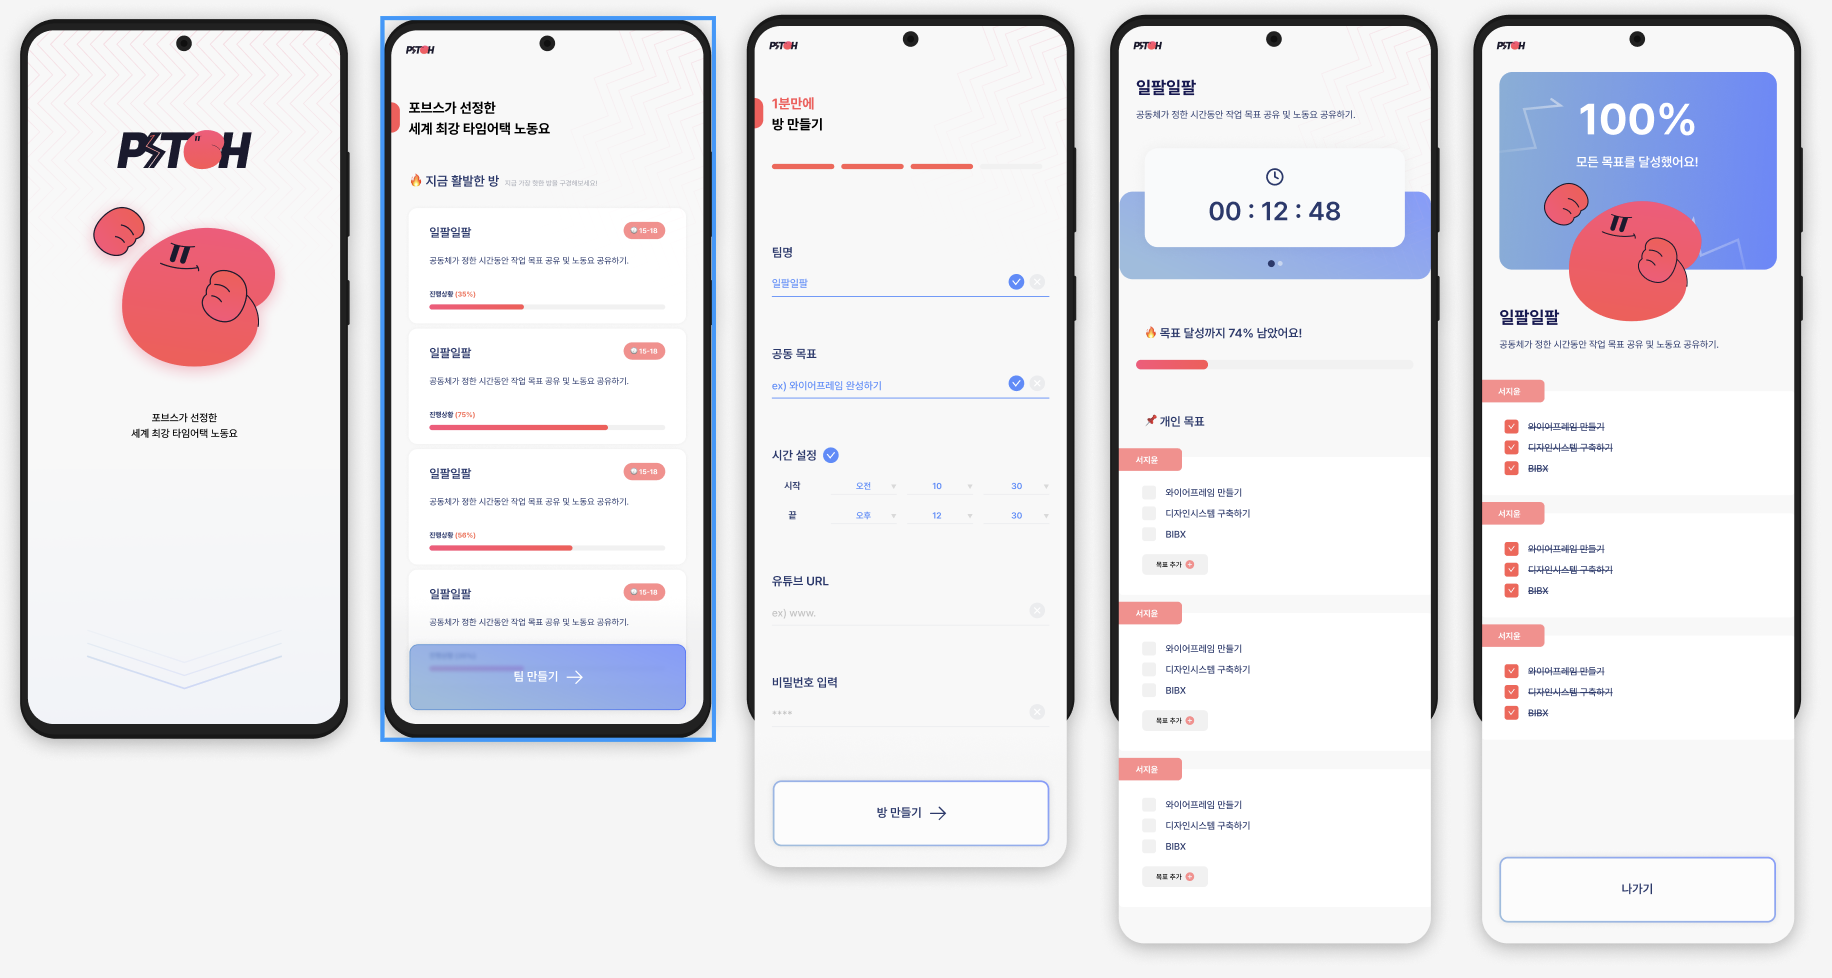 PSTOH
포브스가 선정한
세계 최강 타임어택 노동요
PSTOH
포브스가 선정한
세계 최강 타임어택 노동요
지금 활발한 방 지금 가장 핫한 방을 구경해보세요!
일팔일팔 15-18
공동체가 정한 시간동안 작업 목표 공유 및 노동요 공유하기.
진행상황 (35%)
일팔일팔 15-18
공동체가 정한 시간동안 작업 목표 공유 및 노동요 공유하기.
진행상황 (75%)
일팔일팔 15-18
공동체가 정한 시간동안 작업 목표 공유 및 노동요 공유하기.
진행상황 (56%)
일팔일팔 15-18
공동체가 정한 시간동안 작업 목표 공유 및 노동요 공유하기.
팀 만들기
PSTOH
1분만에
방 만들기
팀명
일팔일팔
공동 목표
ex) 와이어프레임 완성하기
시간 설정
시작 오전 10 30
끝 오후 12 30
유튜브 URL
ex) www.
비밀번호 입력
****
방 만들기
PSTOH
일팔일팔
공동체가 정한 시간동안 작업 목표 공유 및 노동요 공유하기.
00 : 12 : 48
목표 달성까지 74% 남았어요!
개인 목표
서지윤
와이어프레임 만들기
디자인시스템 구축하기
BIBX
목표 추가
서지윤
와이어프레임 만들기
디자인시스템 구축하기
BIBX
목표 추가
서지윤
와이어프레임 만들기
디자인시스템 구축하기
BIBX
목표 추가
PSTOH
100%
모든 목표를 달성했어요!
일팔일팔
공동체가 정한 시간동안 작업 목표 공유 및 노동요 공유하기.
서지윤
와이어프레임 만들기
디자인시스템 구축하기
BIBX
서지윤
와이어프레임 만들기
디자인시스템 구축하기
BIBX
서지윤
와이어프레임 만들기
디자인시스템 구축하기
BIBX
나가기